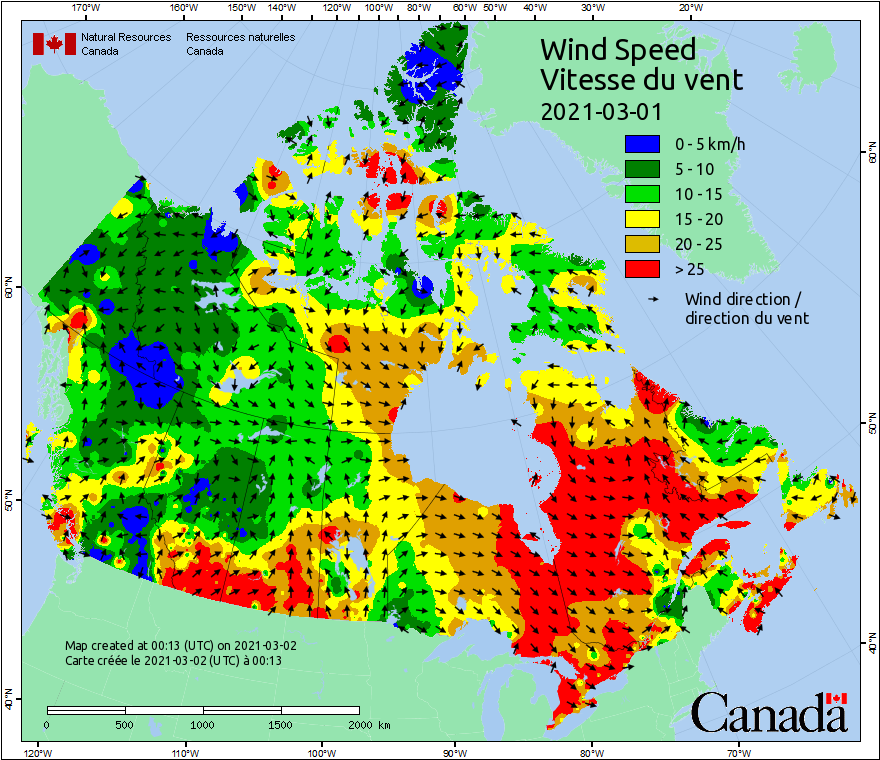 170°W 160°W 150°W 140°W 130°W 120°W 110°W 100°W 90°W 80°W 70°W 60°W 50°W 40°W 30°W 20°W
Natural Resources Ressources naturelles
Canada Canada
Wind Speed
Vitesse du vent
2021-03-01
0 - 5 km/h
5 - 10
10 - 15
15 - 20
20 - 25
> 25
Wind direction /
direction du vent
60°N
60°N
50°N
50°N
40°N
40°N
Map created at 00:13 (UTC) on 2021-03-02
Carte créée le 2021-03-02 (UTC) à 00:13
0 500 1000 1500 2000 km
Canada
120°W 110°W 100°W 90°W 80°W 70°W